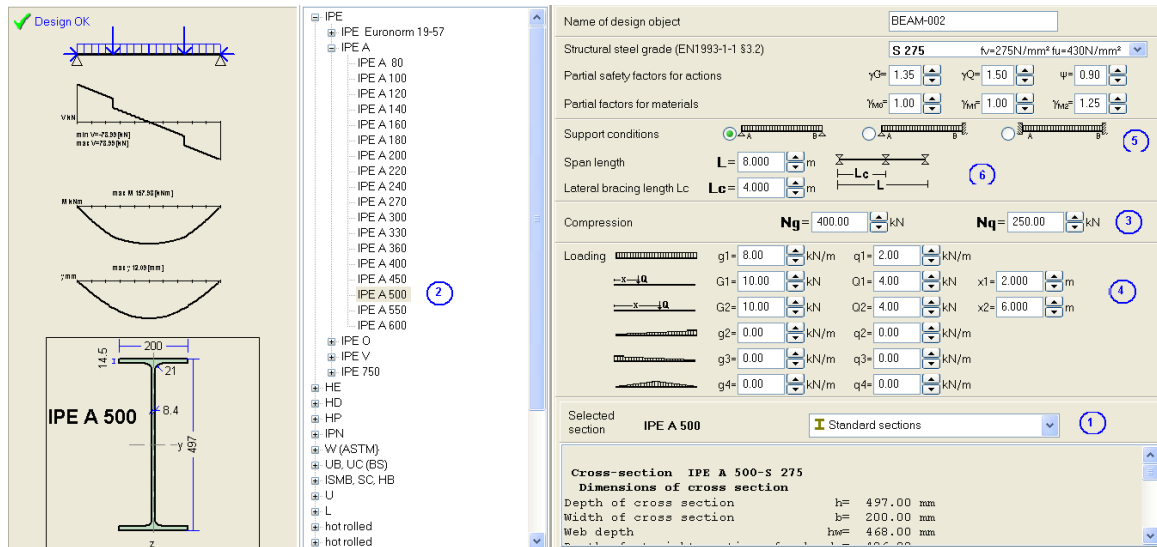 Design OK
V kN
min V=-78.99[kN]
max V=78.99[kN]
max M 157.98[kNm]
M kNm
max y 12.09[mm]
y mm
200
14.5
21
IPE A 500
8.4
y
497
z
IPE
IPE Euronorm 19-57
IPE A
IPE A 80
IPE A 100
IPE A 120
IPE A 140
IPE A 160
IPE A 180
IPE A 200
IPE A 220
IPE A 240
IPE A 270
IPE A 300
IPE A 330
IPE A 360
IPE A 400
IPE A 450
IPE A 500 2
IPE A 550
IPE A 600
IPE O
IPE V
IPE 750
HE
HD
HP
IPN
W (ASTM)
UB, UC (BS)
ISMB, SC, HB
U
L
hot rolled
hot rolled
Name of design object BEAM-002
Structural steel grade (EN1993-1-1 §3.2) S 275 fv=275N/mm² fu=430N/mm²
Partial safety factors for actions γG= 1.35 γQ= 1.50 ψ= 0.90
Partial factors for materials γM0= 1.00 γM1= 1.00 γM2= 1.25
Support conditions A B A B A B 5
Span length L= 8.000 m
Lateral bracing length Lc Lc= 4.000 m Lc L 6
Compression Ng= 400.00 kN Nq= 250.00 kN 3
Loading g1= 8.00 kN/m q1= 2.00 kN/m
x Q G1= 10.00 kN Q1= 4.00 kN x1= 2.000 m
x Q G2= 10.00 kN Q2= 4.00 kN x2= 6.000 m 4
g2= 0.00 kN/m q2= 0.00 kN/m
g3= 0.00 kN/m q3= 0.00 kN/m
g4= 0.00 kN/m q4= 0.00 kN/m
Selected section IPE A 500 Standard sections 1
Cross-section IPE A 500-S 275
Dimensions of cross section
Depth of cross section h= 497.00 mm
Width of cross section b= 200.00 mm
Web depth hw= 468.00 mm